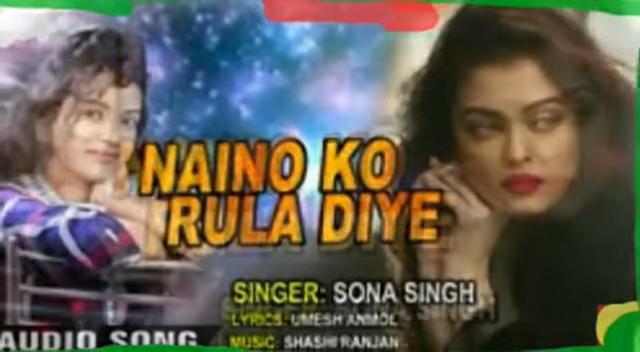 NAINO KO
RULA DIYE
SINGER: SONA SINGH
LYRICS: UMESH ANMOL
MUSIC: SHASHI RANJAN
AUDIO SONG